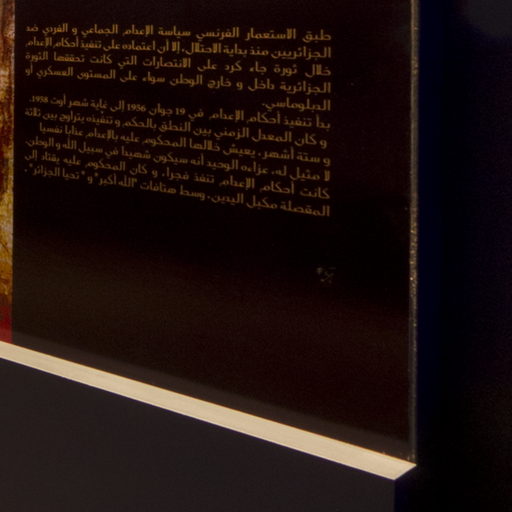 طبق الاستعمار الفرنسي سياسة الإعدام الجماعي و الفردي ضد
الجزائريين منذ بداية الاحتلال، إلا أن اعتماده على تنفيذ أحكام الإعدام
خلال ثورة جاء كرد على الانتصارات التي كانت تحققها الثورة
الجزائرية داخل و خارج الوطن سواء على المستوى العسكري أو
الدبلوماسي.
بدأ تنفيذ أحكام الإعدام في 19 جوان 1956 إلى غاية شهر أوت 1958.
و كان المعدل الزمني بين النطق بالحكم و تنفيذه يتراوح بين ثلاثة
و ستة أشهر، يعيش خلالها المحكوم عليه بالإعدام عذابا نفسيا
لا مثيل له، عزاءه الوحيد أنه سيكون شهيدا في سبيل الله و الوطن.
كانت أحكام الإعدام تنفذ فجرا، و كان المحكوم عليه يقتاد إلى
المقصلة مكبل اليدين، وسط هتافات "الله أكبر" و "تحيا الجزائر".